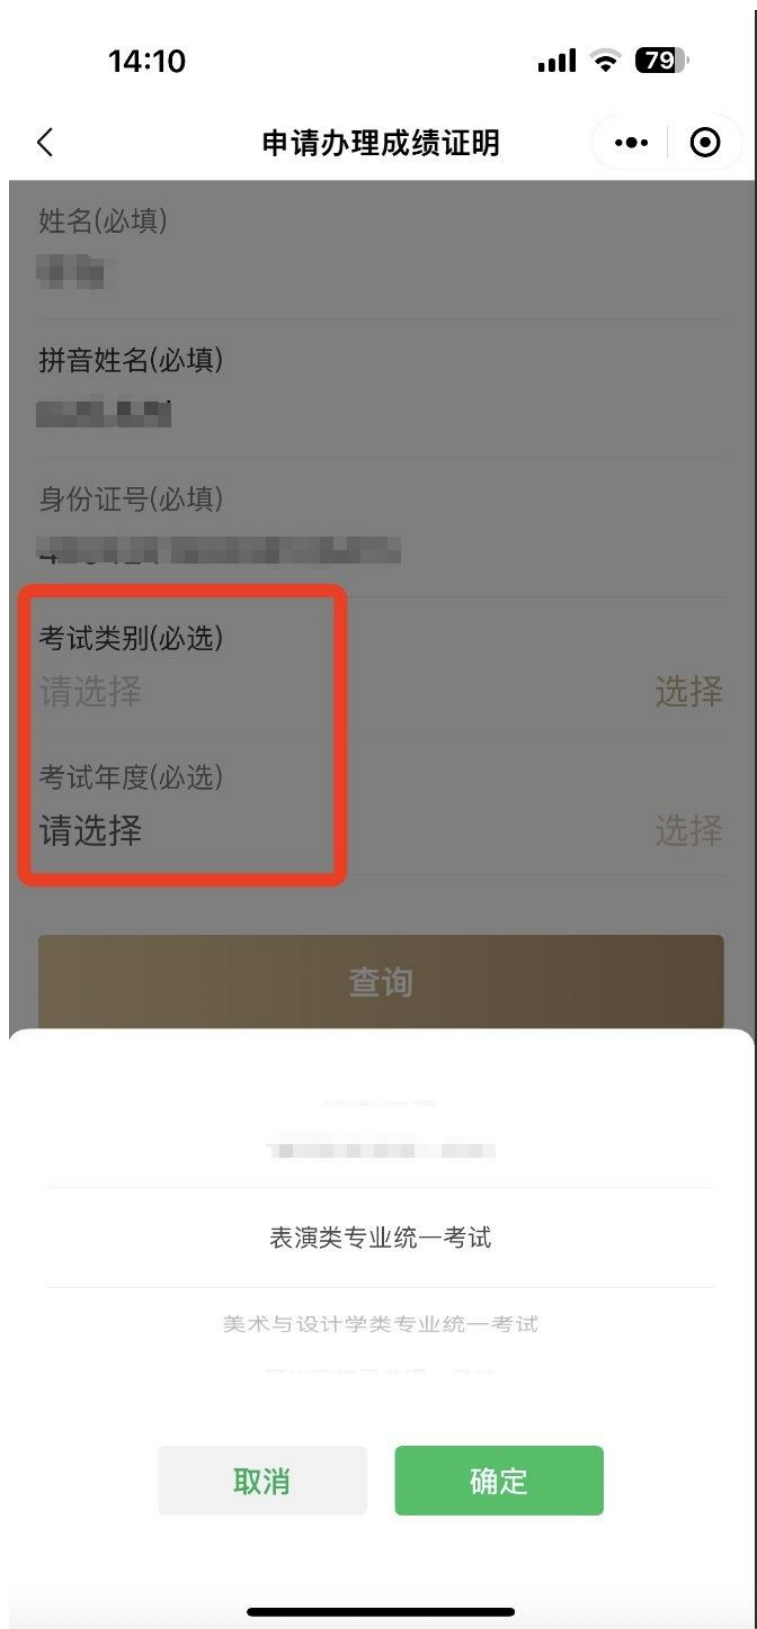 14:10
79
申请办理成绩证明
姓名(必填)
拼音姓名(必填)
身份证号(必填)
考试类别(必选)
请选择 选择
考试年度(必选)
请选择 选择
查询
表演类专业统一考试
美术与设计学类专业统一考试
取消 确定